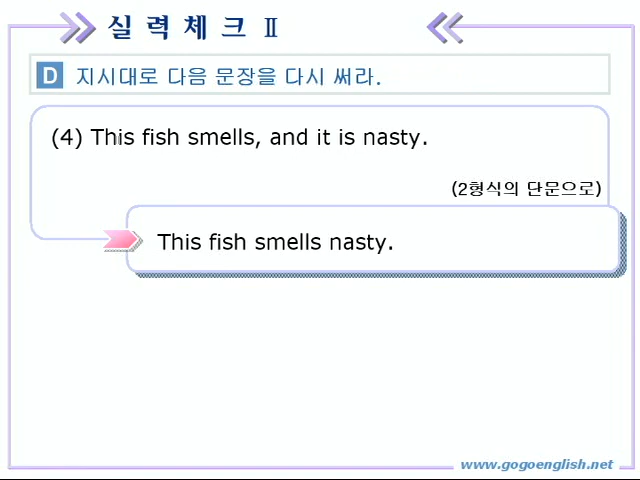 실 력 체 크 Ⅱ
D 지시대로 다음 문장을 다시 써라.
(4) This fish smells, and it is nasty.
(2형식의 단문으로)
This fish smells nasty.
www.gogoenglish.net